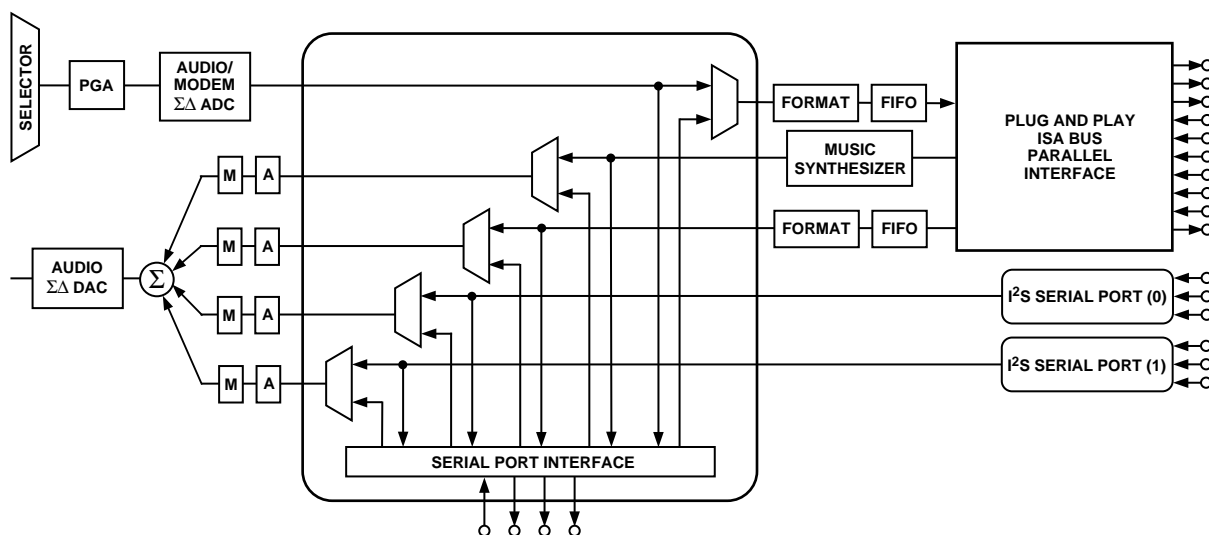 SELECTOR
PGA
AUDIO/
MODEM
ΣΔ ADC
FORMAT
FIFO
PLUG AND PLAY
ISA BUS
PARALLEL
INTERFACE
MUSIC
SYNTHESIZER
M
A
M
A
FORMAT
FIFO
AUDIO
ΣΔ DAC
Σ
M
A
I²S SERIAL PORT (0)
M
A
I²S SERIAL PORT (1)
SERIAL PORT INTERFACE